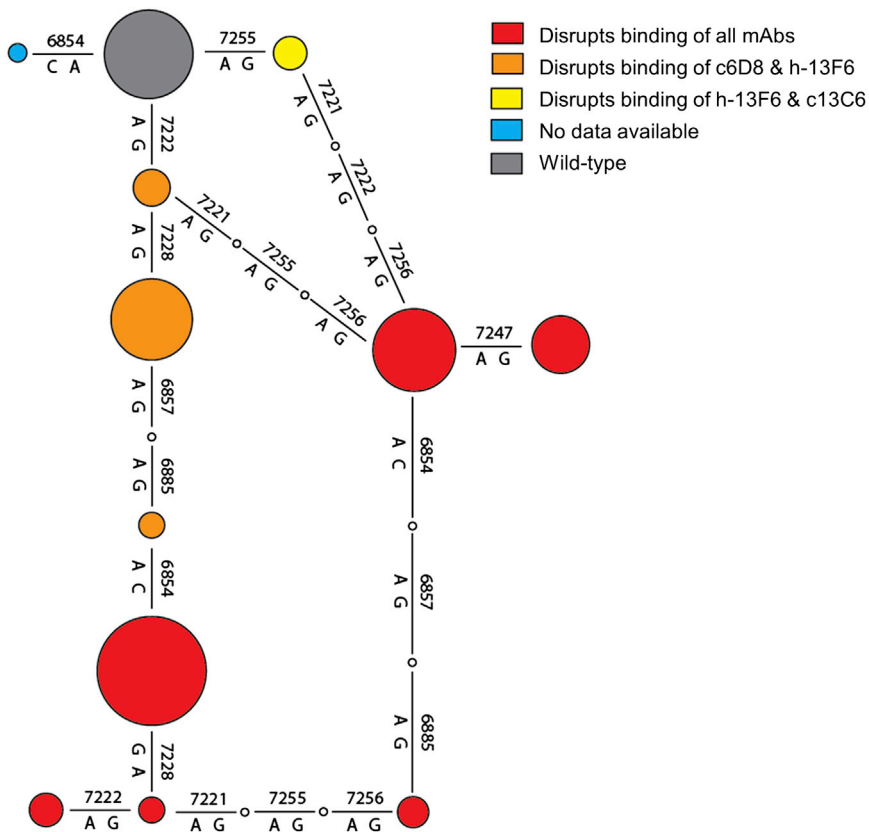 6854
C A
7255
A G
Disrupts binding of all mAbs
Disrupts binding of c6D8 & h-13F6
Disrupts binding of h-13F6 & c13C6
No data available
Wild-type
7222
A G
7221
A G
7222
A G
7256
A G
7221
A G
7255
A G
7256
A G
7228
A G
7247
A G
6857
A G
6885
A G
6854
A C
6854
A C
6857
A G
6885
A G
7228
G A
7222
A G
7221
A G
7255
A G
7256
A G